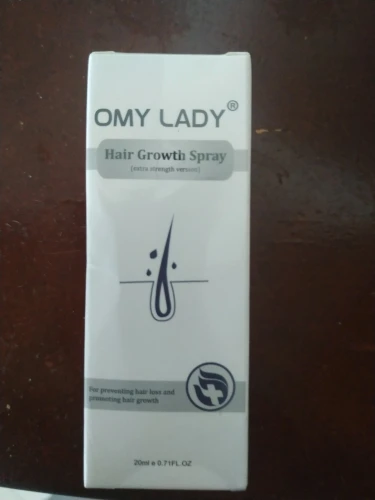 OMY LADY®
Hair Growth Spray
[extra strength version]
For preventing hair loss and
promoting hair growth
20ml e 0.71FL.OZ